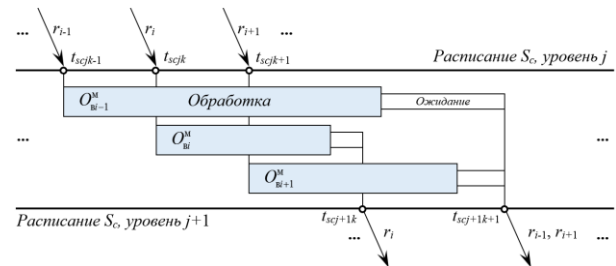 ... r_{i-1} r_i r_{i+1} ...
t_{scjk-1} t_{scjk} t_{scjk+1} Расписание S_c, уровень j
O^м_{вi−1} Обработка Ожидание
... O^м_{вi} ...
O^м_{вi+1}
Расписание S_c, уровень j+1 t_{scj+1k} t_{scj+1k+1}
... r_i r_{i-1}, r_{i+1} ...